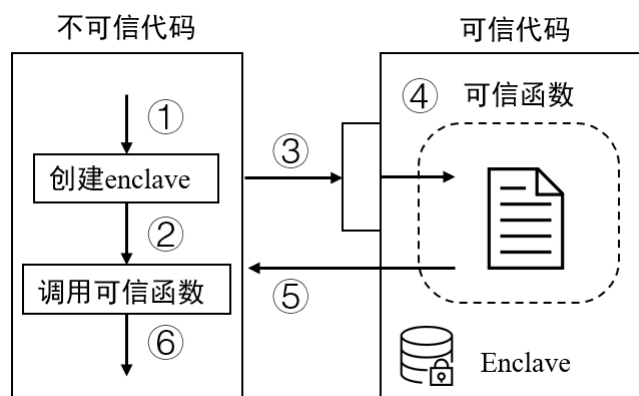 不可信代码
可信代码
①
创建enclave
②
调用可信函数
⑥
③
⑤
④
可信函数
Enclave